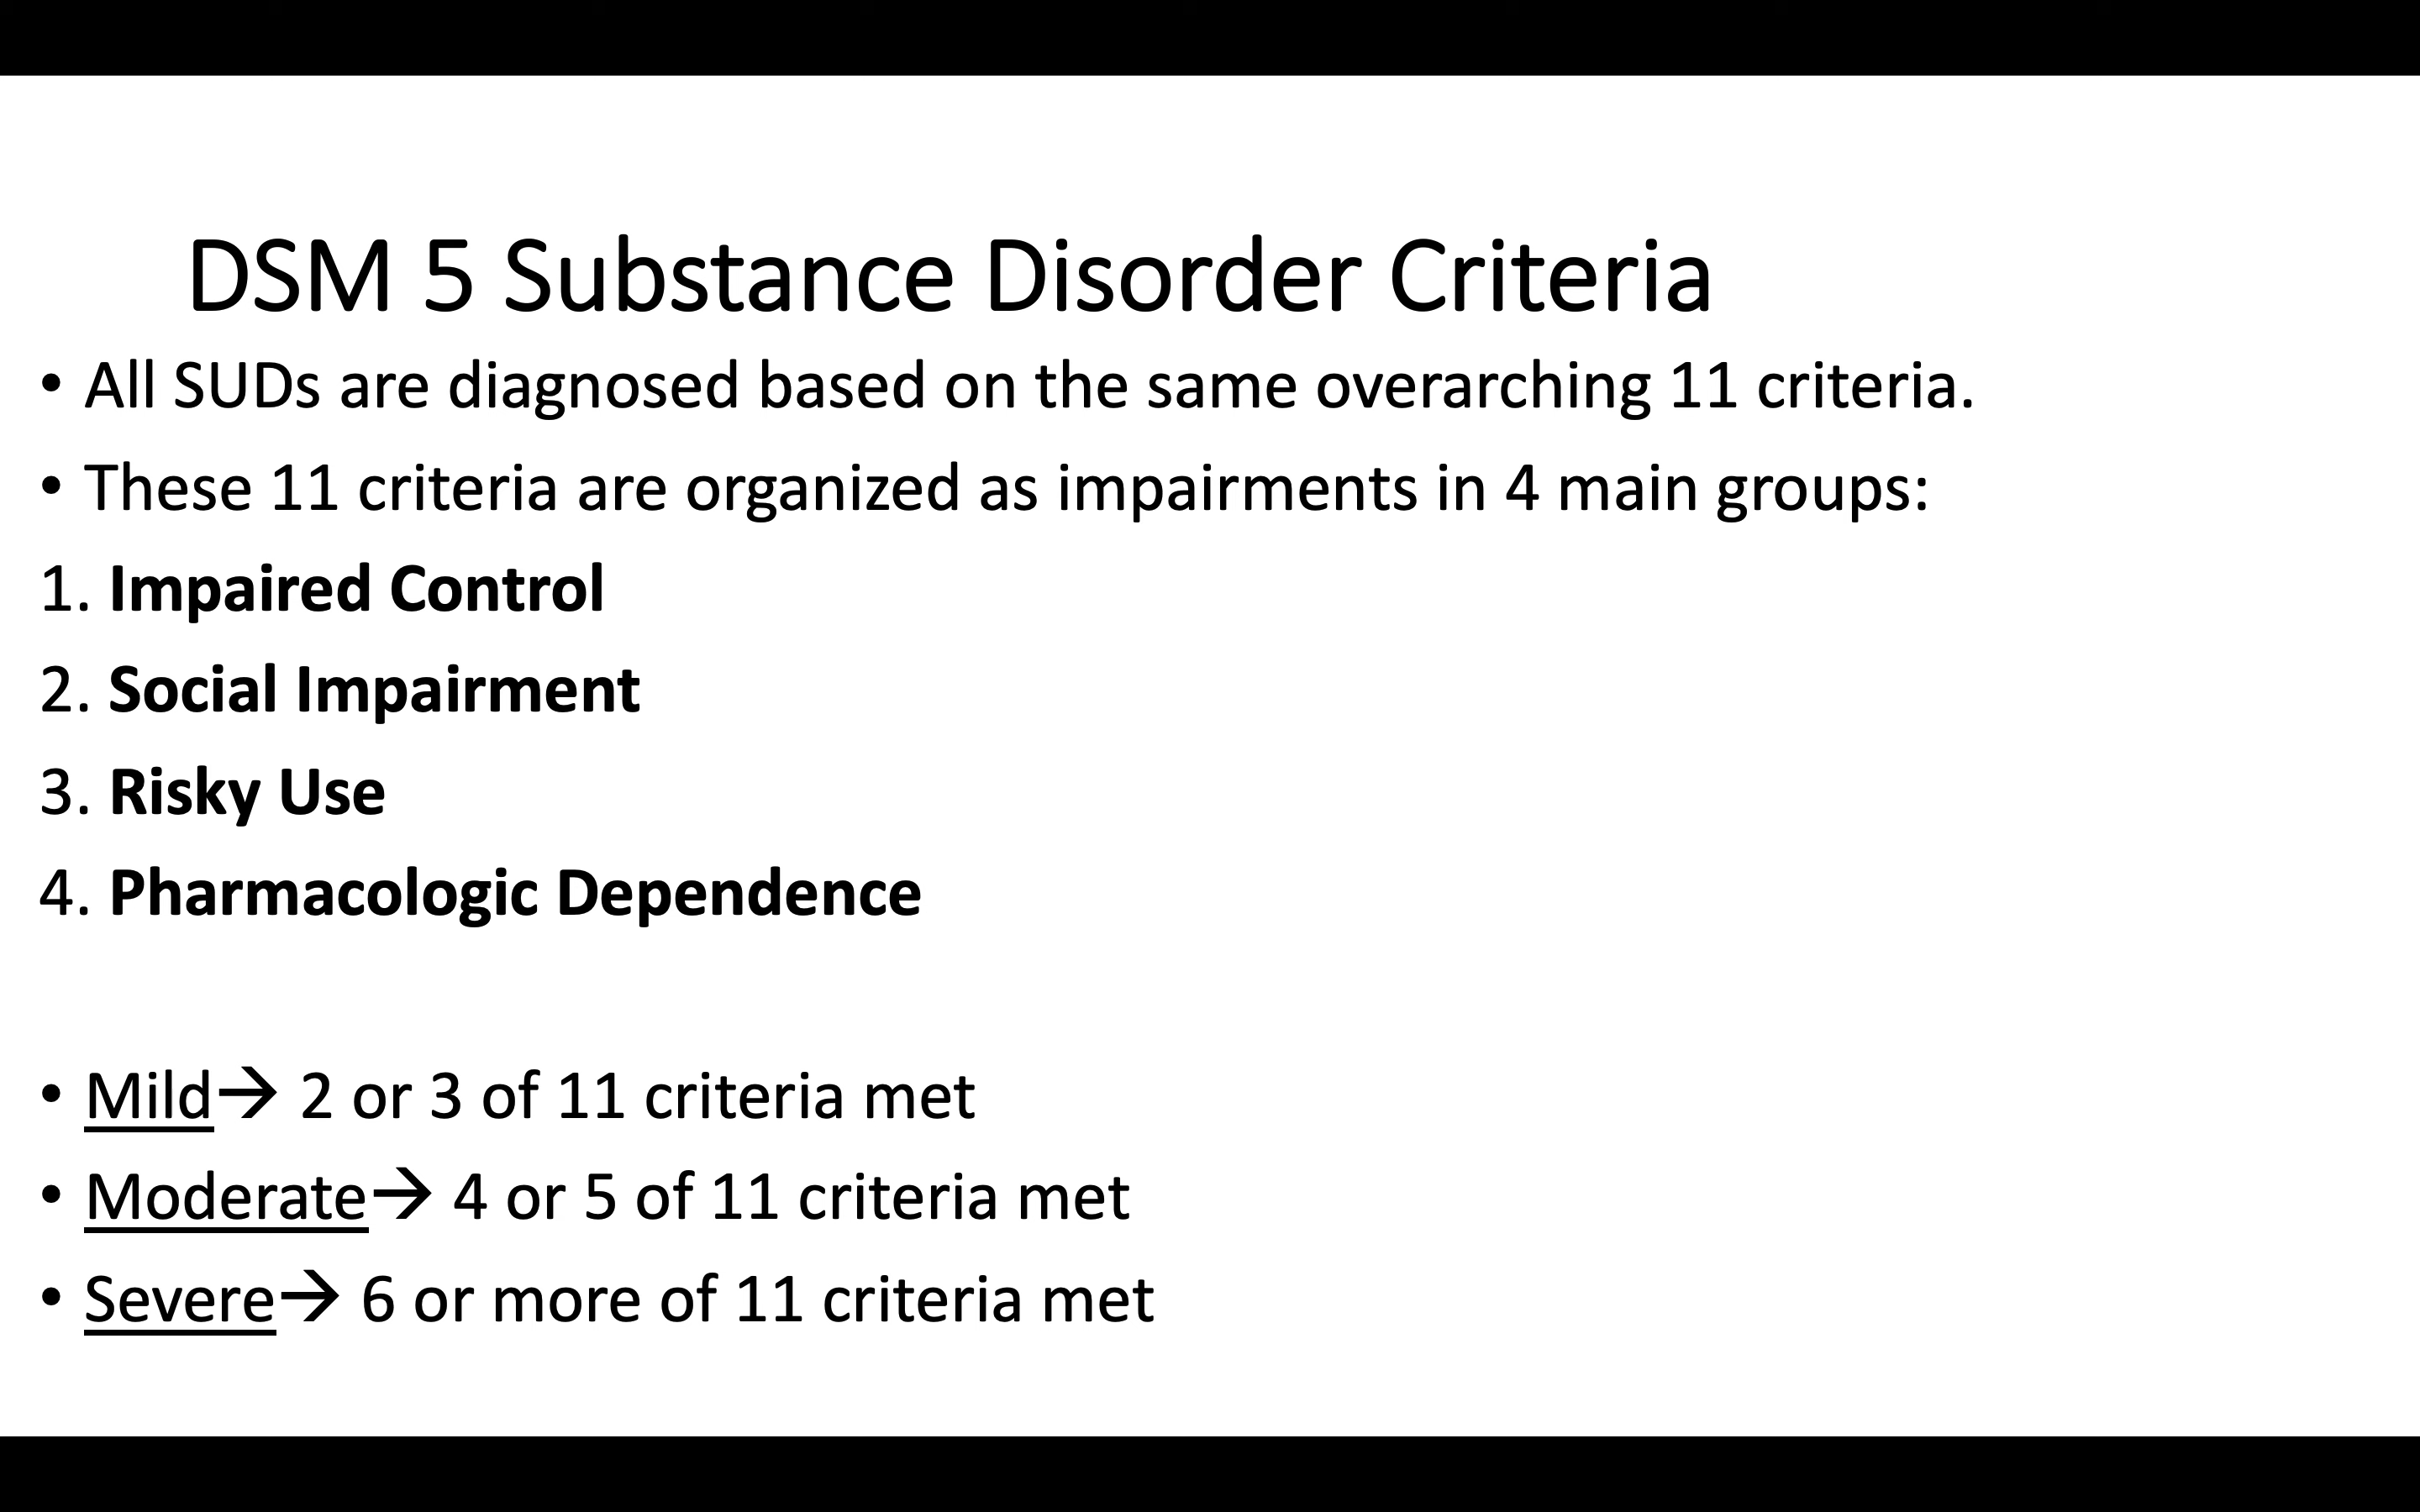 DSM 5 Substance Disorder Criteria
• All SUDs are diagnosed based on the same overarching 11 criteria.
• These 11 criteria are organized as impairments in 4 main groups:
1. Impaired Control
2. Social Impairment
3. Risky Use
4. Pharmacologic Dependence
• Mild→ 2 or 3 of 11 criteria met
• Moderate→ 4 or 5 of 11 criteria met
• Severe→ 6 or more of 11 criteria met